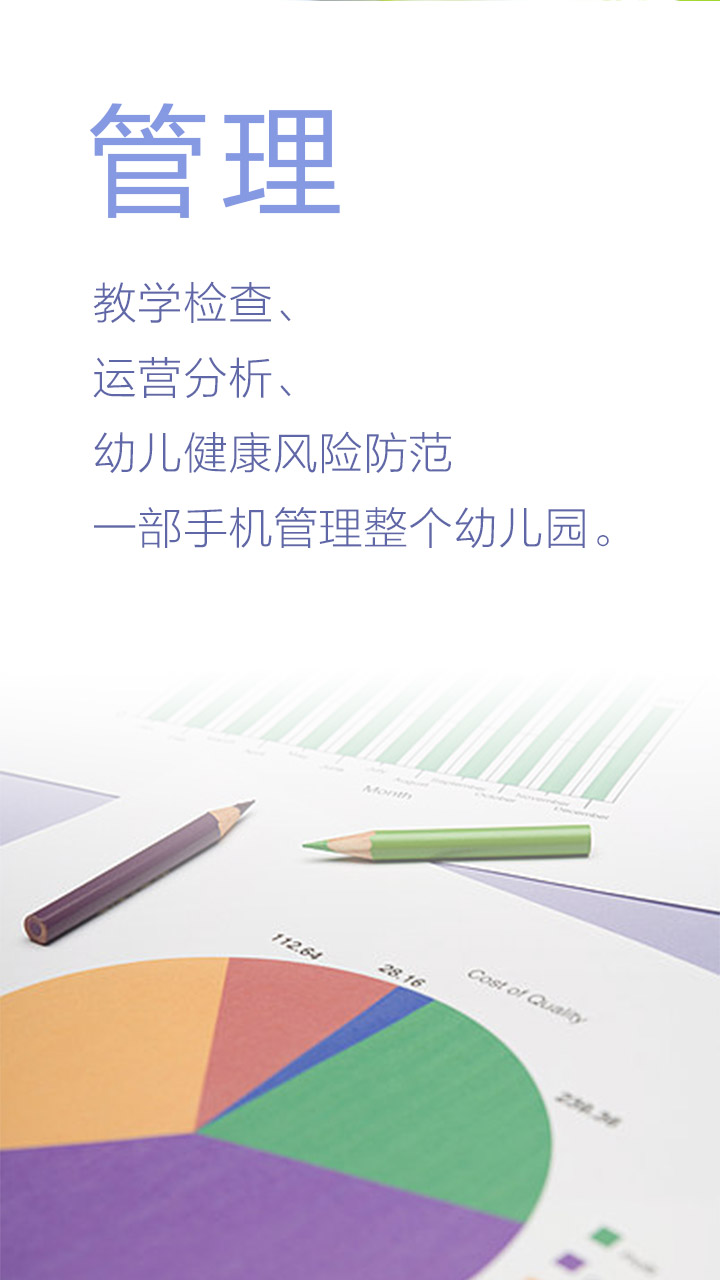 管理
教学检查、
运营分析、
幼儿健康风险防范
一部手机管理整个幼儿园。
August
September
October
November
December
Month
112.64
28.16
Cost of Quality
236.36